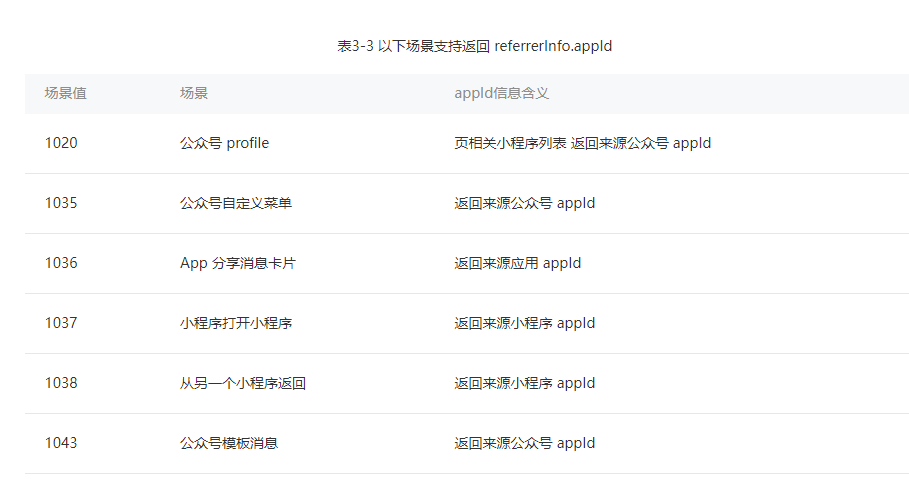 表3-3 以下场景支持返回 referrerInfo.appId
场景值 场景 appId信息含义
1020 公众号 profile 页相关小程序列表 返回来源公众号 appId
1035 公众号自定义菜单 返回来源公众号 appId
1036 App 分享消息卡片 返回来源应用 appId
1037 小程序打开小程序 返回来源小程序 appId
1038 从另一个小程序返回 返回来源小程序 appId
1043 公众号模板消息 返回来源公众号 appId